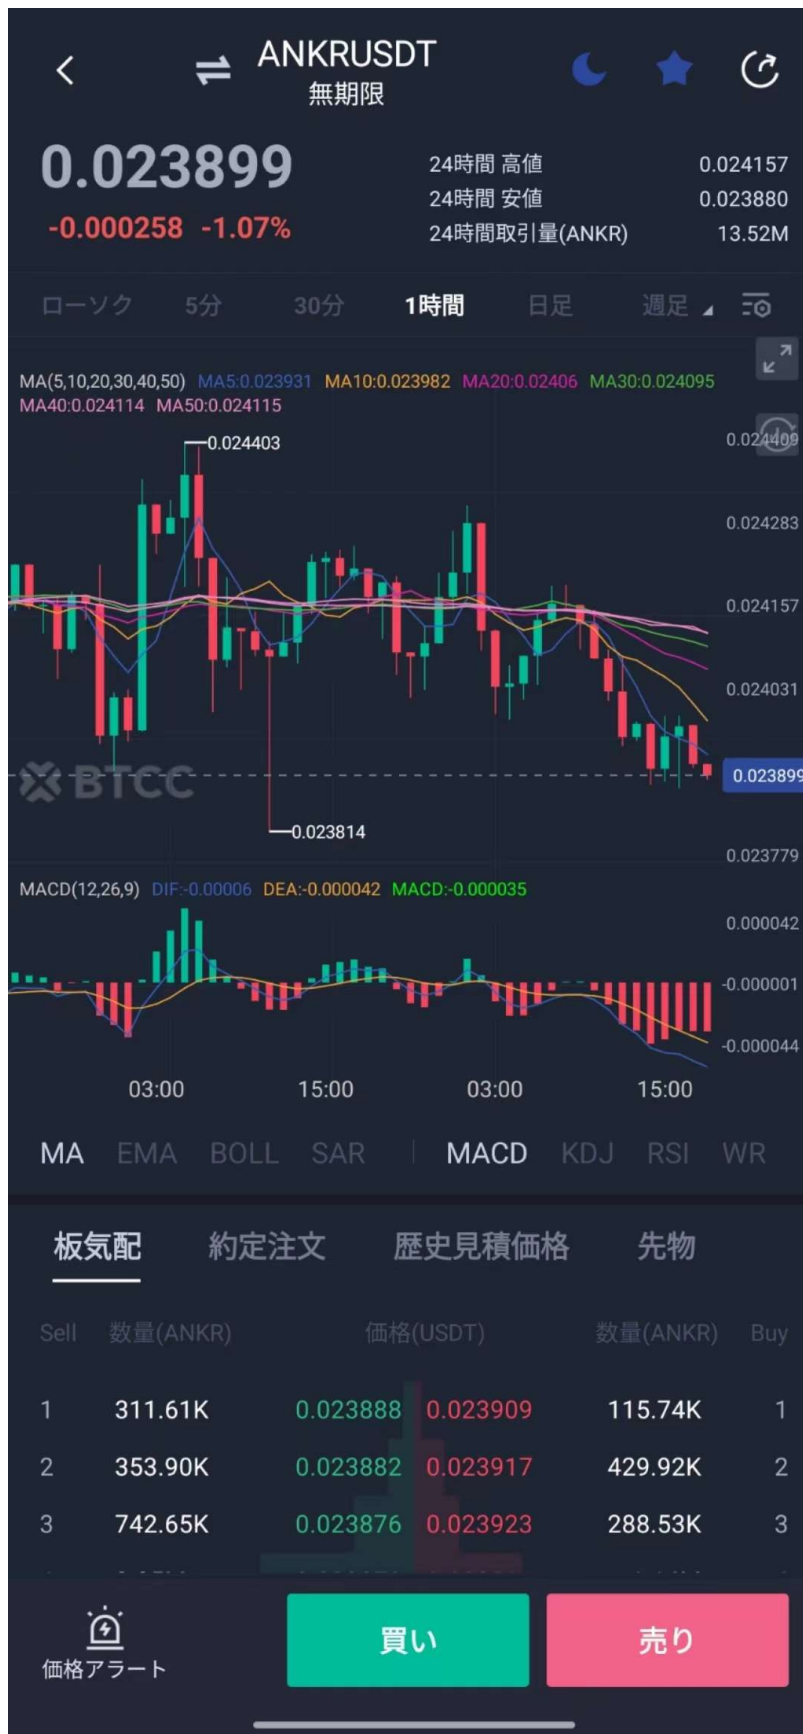 ANKRUSDT
無期限
0.023899
-0.000258 -1.07%
24時間 高値 0.024157
24時間 安値 0.023880
24時間取引量(ANKR) 13.52M
ローソク 5分 30分 1時間 日足 週足
MA(5,10,20,30,40,50) MA5:0.023931 MA10:0.023982 MA20:0.02406 MA30:0.024095
MA40:0.024114 MA50:0.024115
0.024403
0.024409
0.024283
0.024157
0.024031
BTCC
0.023899
0.023814
0.023779
MACD(12,26,9) DIF:-0.00006 DEA:-0.000042 MACD:-0.000035
0.000042
-0.000001
-0.000044
03:00 15:00 03:00 15:00
MA EMA BOLL SAR MACD KDJ RSI WR
板気配 約定注文 歴史見積価格 先物
Sell 数量(ANKR) 価格(USDT) 数量(ANKR) Buy
1 311.61K 0.023888 0.023909 115.74K 1
2 353.90K 0.023882 0.023917 429.92K 2
3 742.65K 0.023876 0.023923 288.53K 3
価格アラート 買い 売り